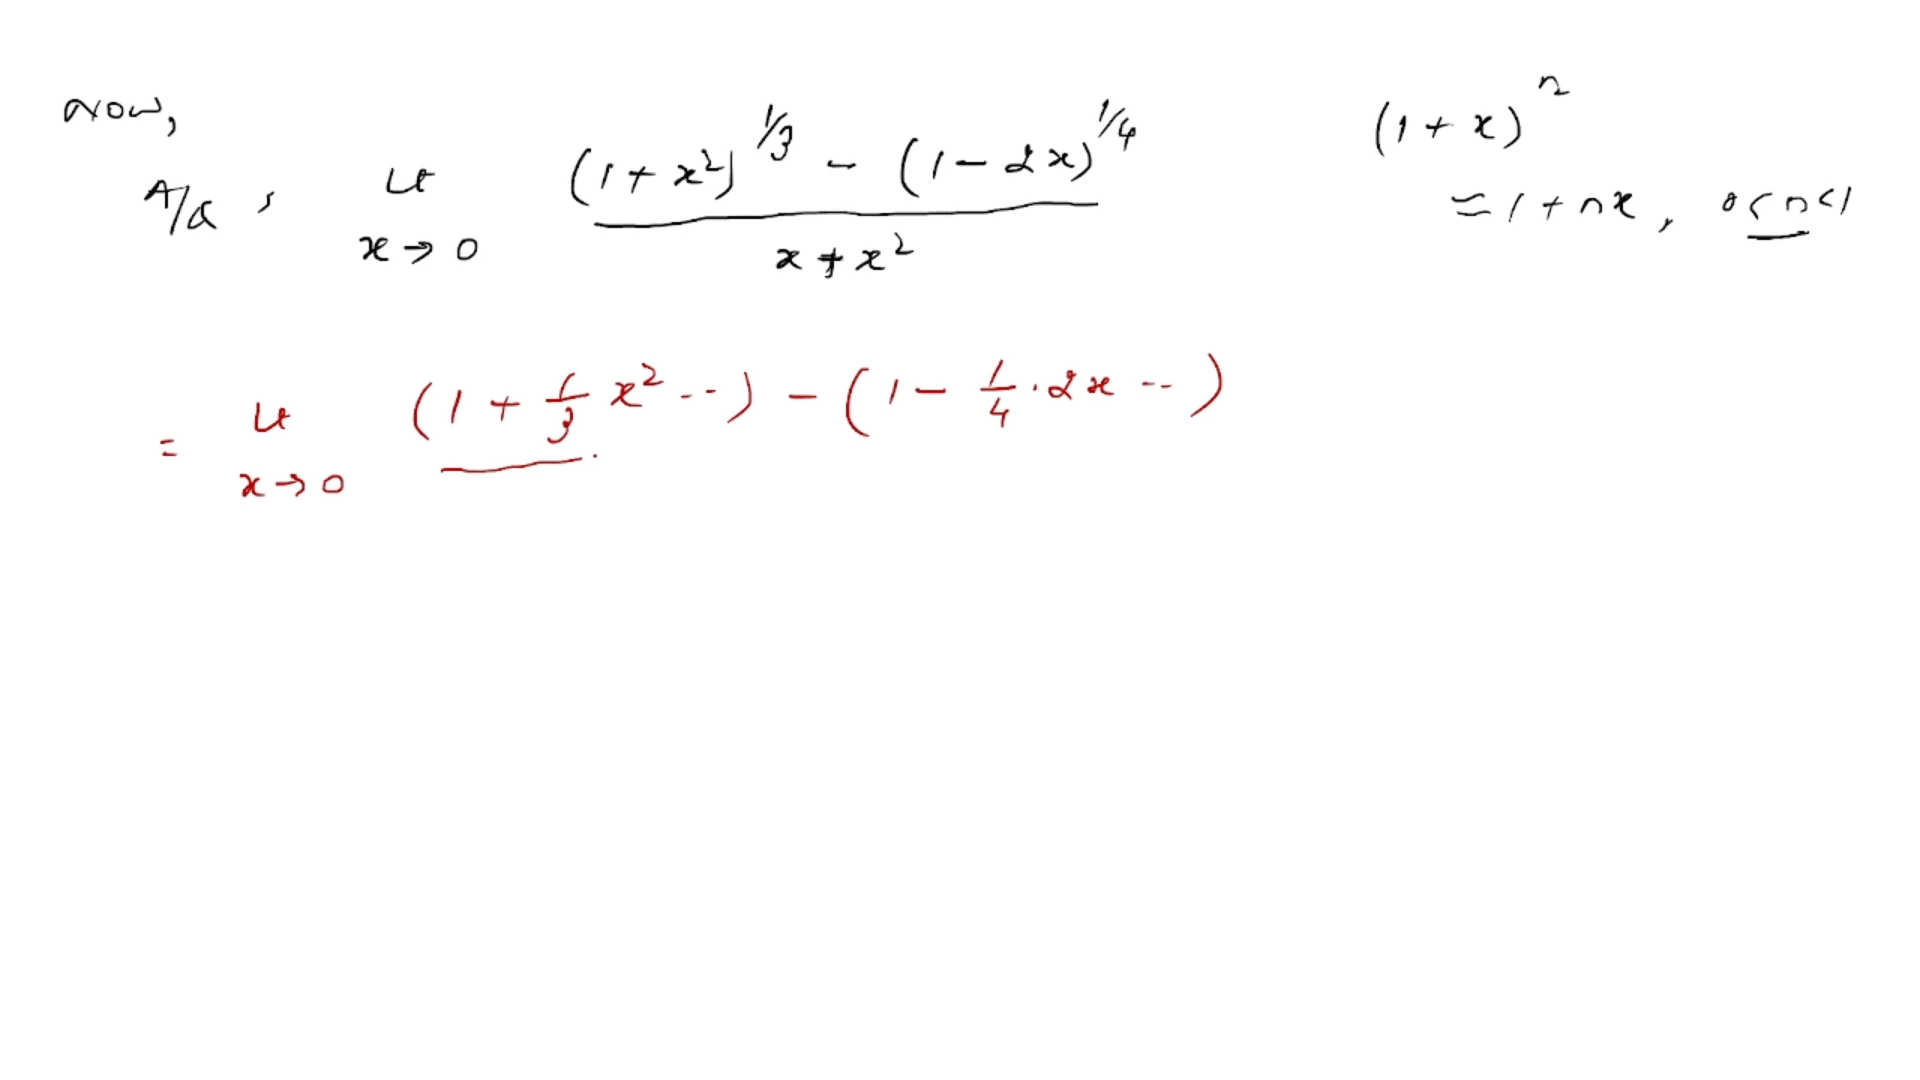 Now,
A/Q, Lt x→0 ((1+x²)^1/3 - (1-2x)^1/4) / (x+x²)
(1+x)^n
≈ 1+nx, 0<n<1
= Lt x→0 (1 + 1/3 x² --) - (1 - 1/4 · 2x --)